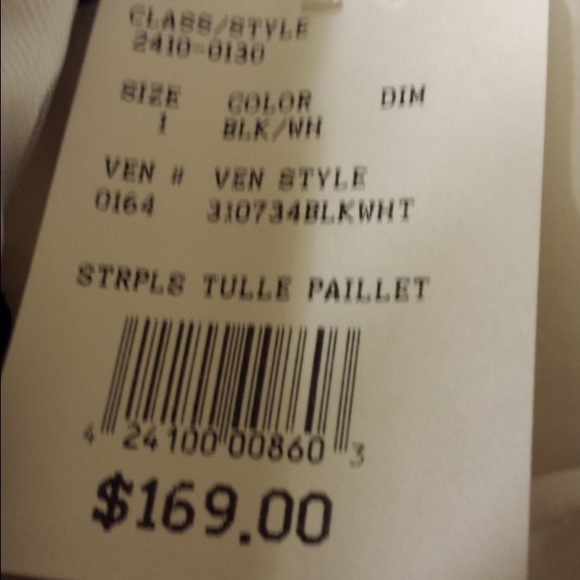 CLASS/STYLE
2410-0130
SIZE COLOR DIM
1 BLK/WH
VEN # VEN STYLE
0164 310734BLKWHT
STRPLS TULLE PAILLET
4 24100 00860 3
$169.00